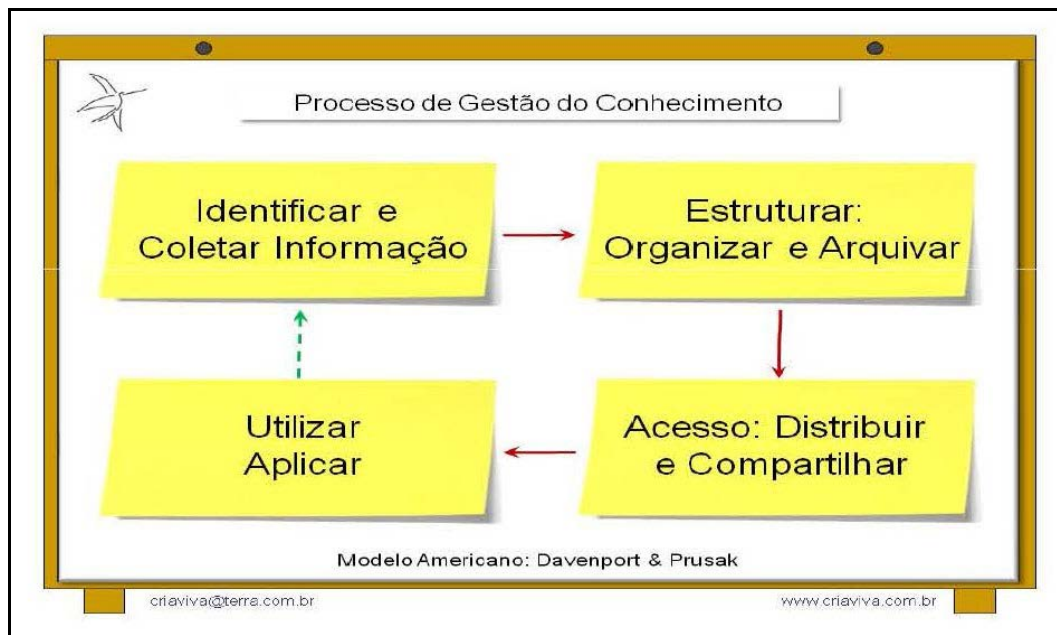 Processo de Gestão do Conhecimento
Identificar e
Coletar Informação
Estruturar:
Organizar e Arquivar
Utilizar
Aplicar
Acesso: Distribuir
e Compartilhar
Modelo Americano: Davenport & Prusak
criaviva@terra.com.br
www.criaviva.com.br